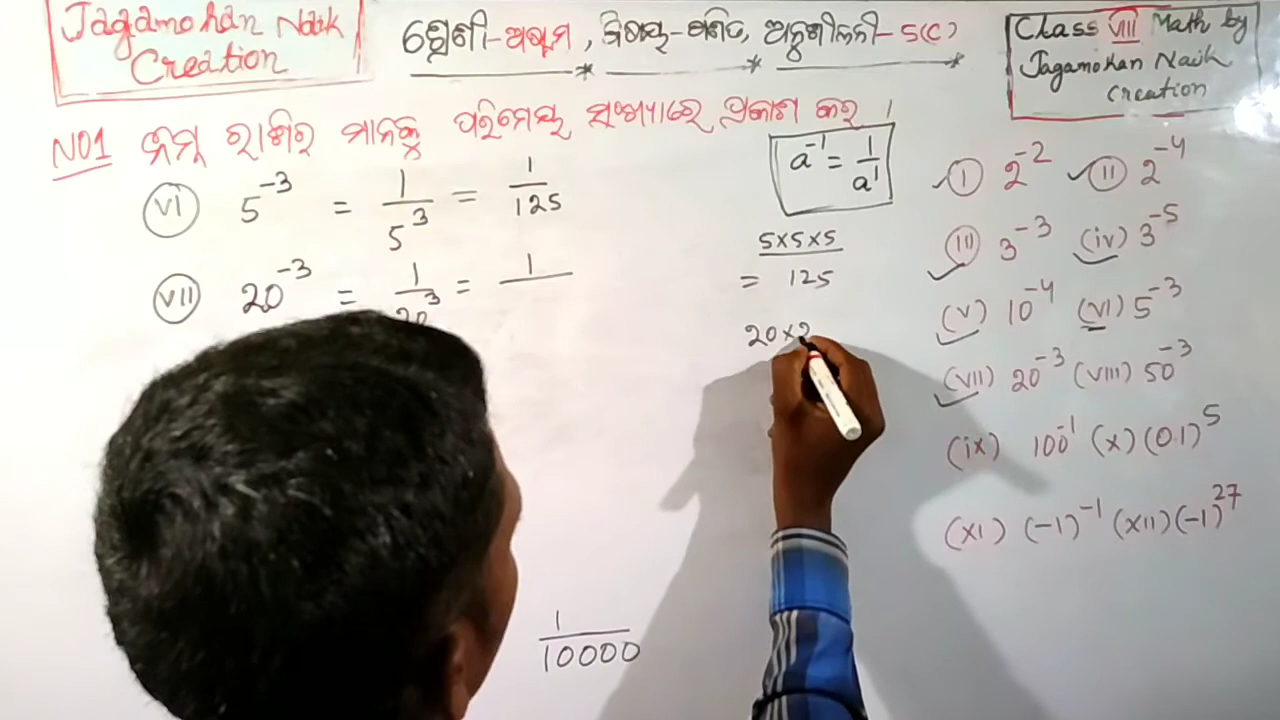 Jagamohan Naik
Creation
ଶ୍ରେଣୀ-ଅଷ୍ଟମ, ବିଷୟ-ଗଣିତ, ଅନୁଶୀଳନୀ-5(C)
Class VIII Math by
Jagamohan Naik
Creation
NO1 ନିମ୍ନ ରାଶିର ମାନକୁ ପରିମେୟ ସଂଖ୍ୟାରେ ପ୍ରକାଶ କର ।
a⁻¹ = 1/a¹
(VI) 5⁻³ = 1/5³ = 1/125
5×5×5
= 125
(VII) 20⁻³ = 1/20³ = 1/
20×2
1/10000
(I) 2⁻² (II) 2⁻⁴
(III) 3⁻³ (iv) 3⁻⁵
(V) 10⁻⁴ (VI) 5⁻³
(VII) 20⁻³ (VIII) 50⁻³
(ix) 100⁻¹ (x) (0.1)⁵
(XI) (-1)⁻¹ (XII) (-1)²⁷